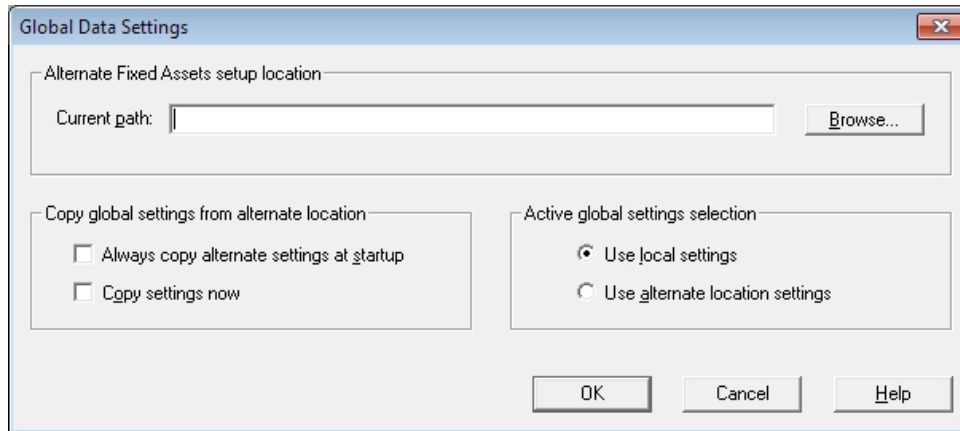 Global Data Settings
Alternate Fixed Assets setup location
Current path:
Browse...
Copy global settings from alternate location
Always copy alternate settings at startup
Copy settings now
Active global settings selection
Use local settings
Use alternate location settings
OK
Cancel
Help